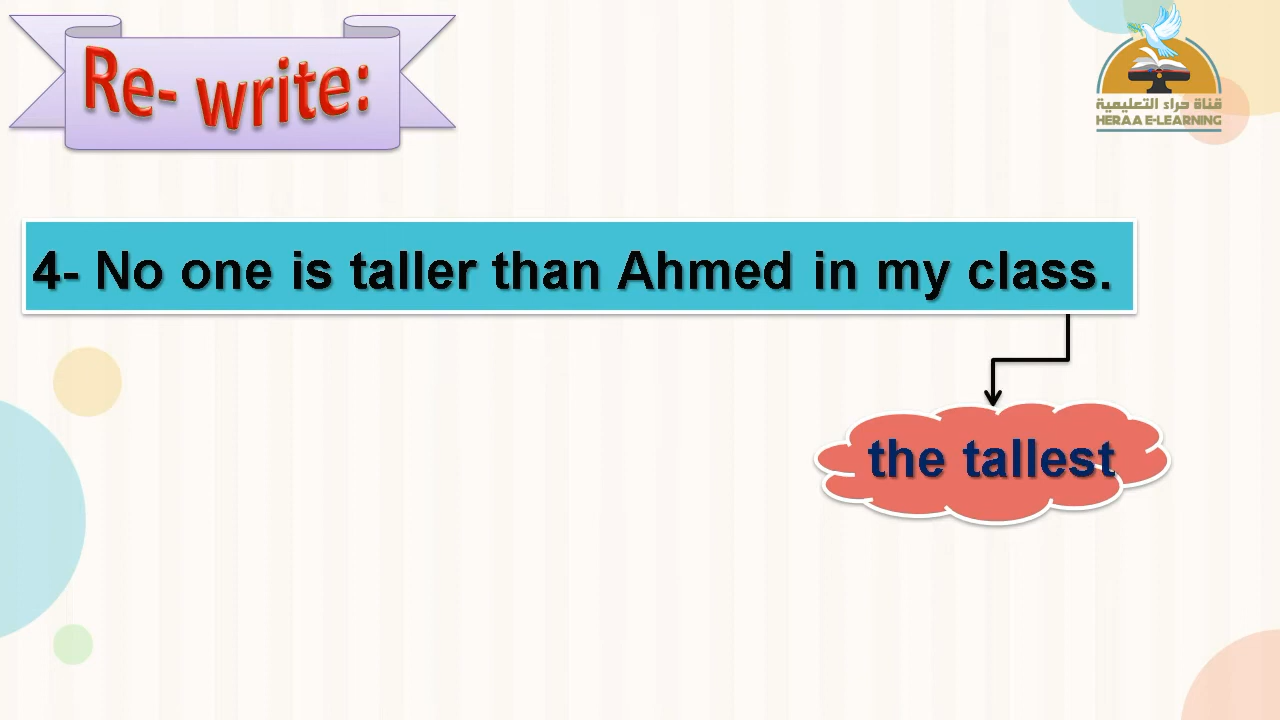 Re- write:
قناة حراء التعليمية
HERAA E-LEARNING
4- No one is taller than Ahmed in my class.
the tallest